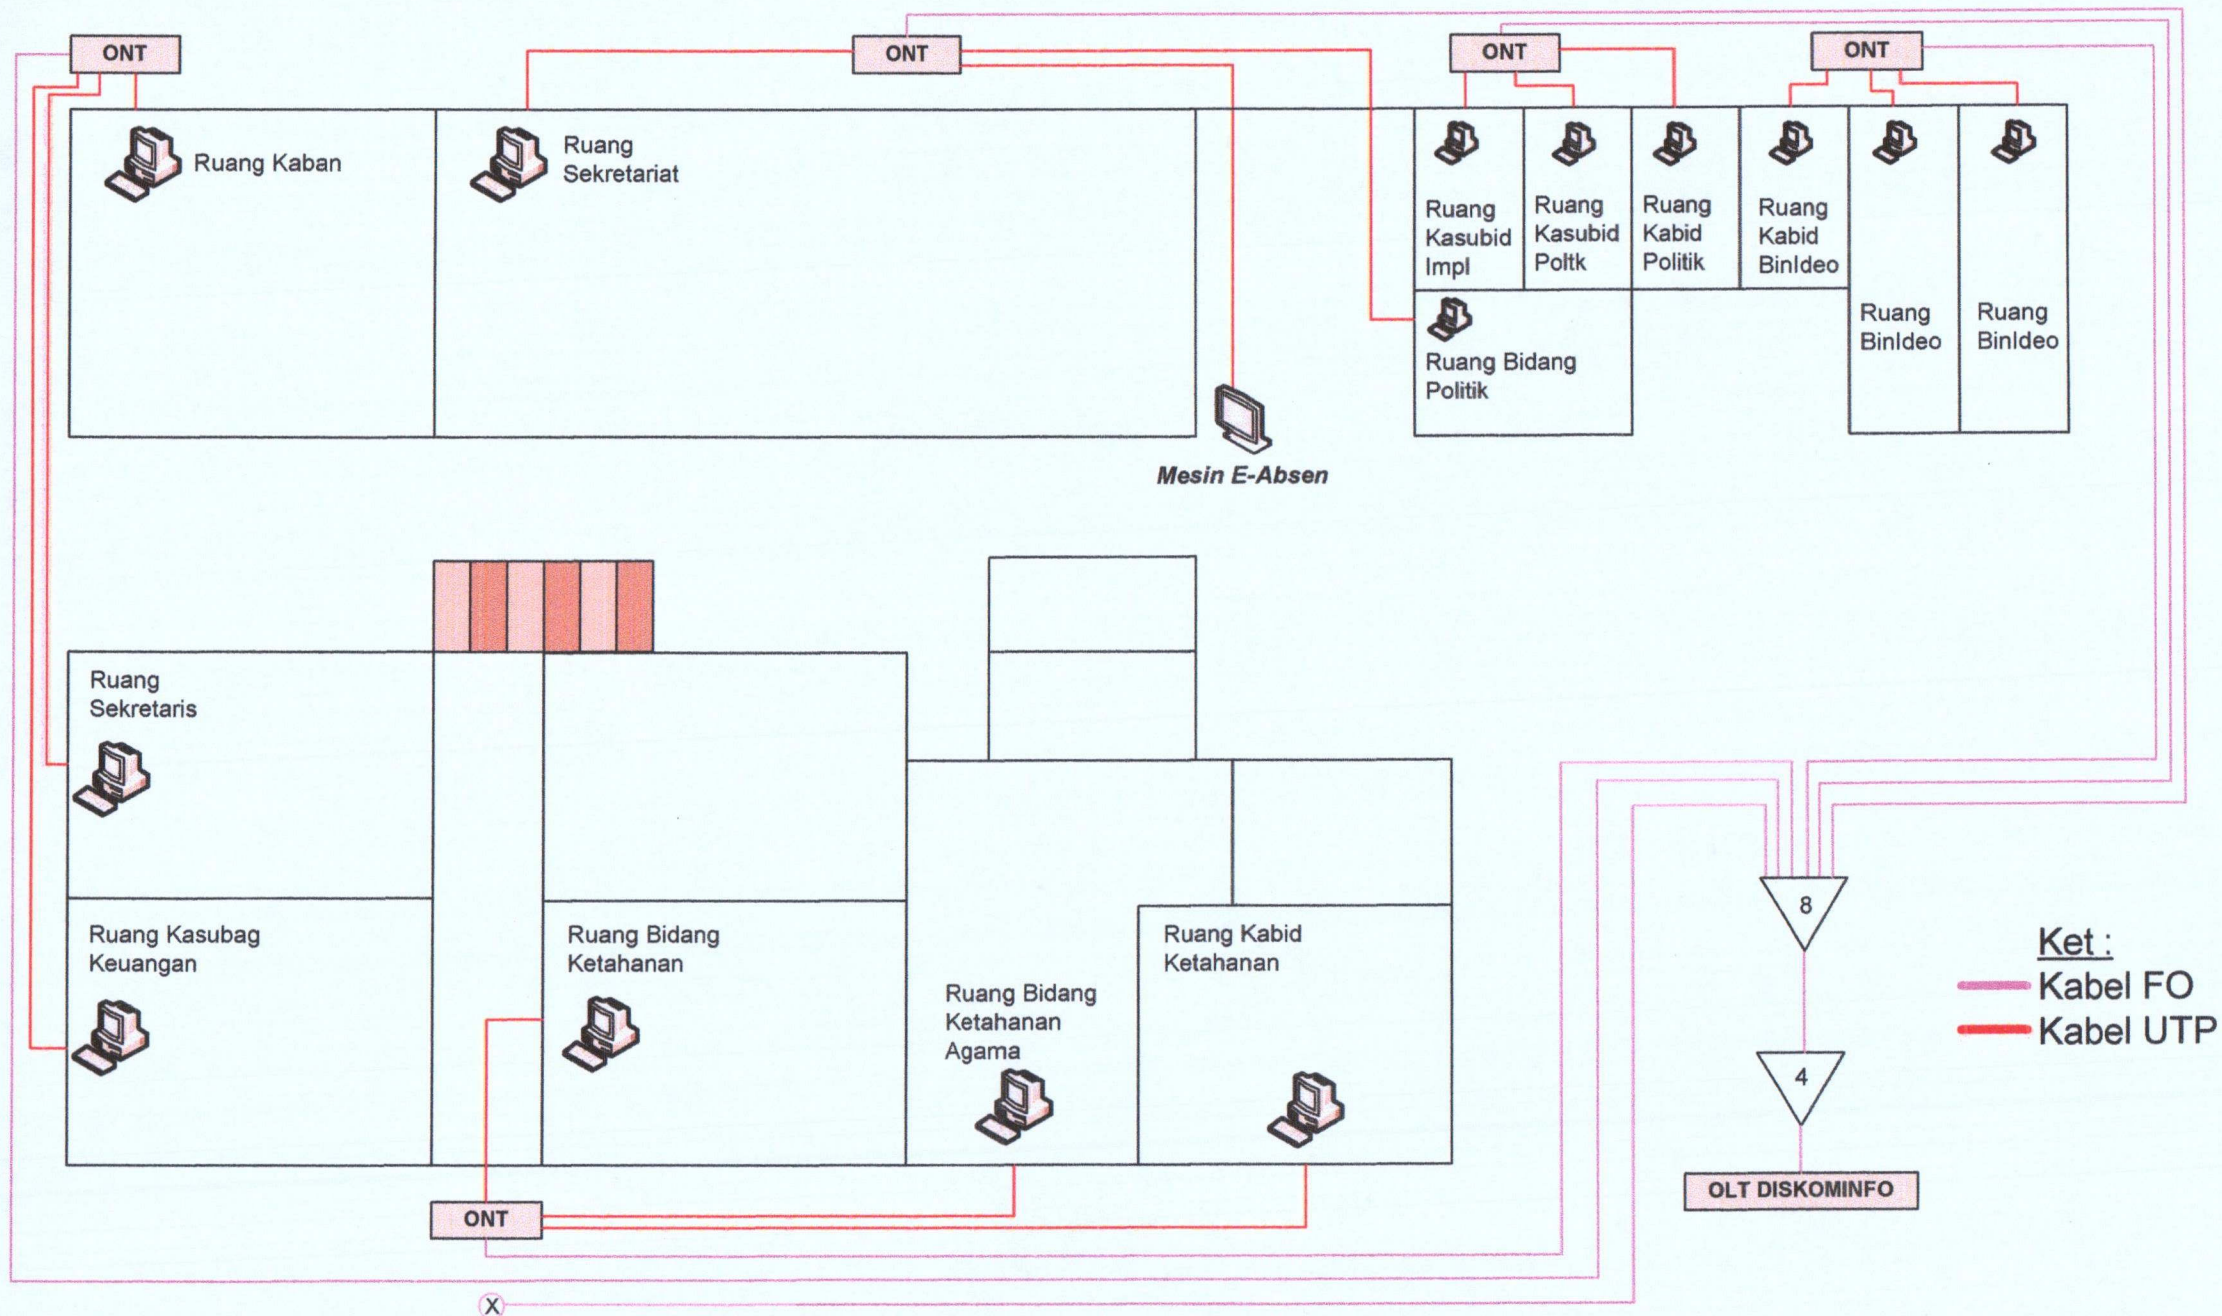 ONT
ONT
ONT
ONT
Ruang Kaban
Ruang
Sekretariat
Ruang
Kasubid
Impl
Ruang
Kasubid
Poltk
Ruang
Kabid
Politik
Ruang
Kabid
BinIdeo
Ruang
BinIdeo
Ruang
BinIdeo
Ruang Bidang
Politik
Mesin E-Absen
Ruang
Sekretaris
Ruang Kasubag
Keuangan
Ruang Bidang
Ketahanan
Ruang Bidang
Ketahanan
Agama
Ruang Kabid
Ketahanan
8
4
OLT DISKOMINFO
Ket :
Kabel FO
Kabel UTP
ONT
X